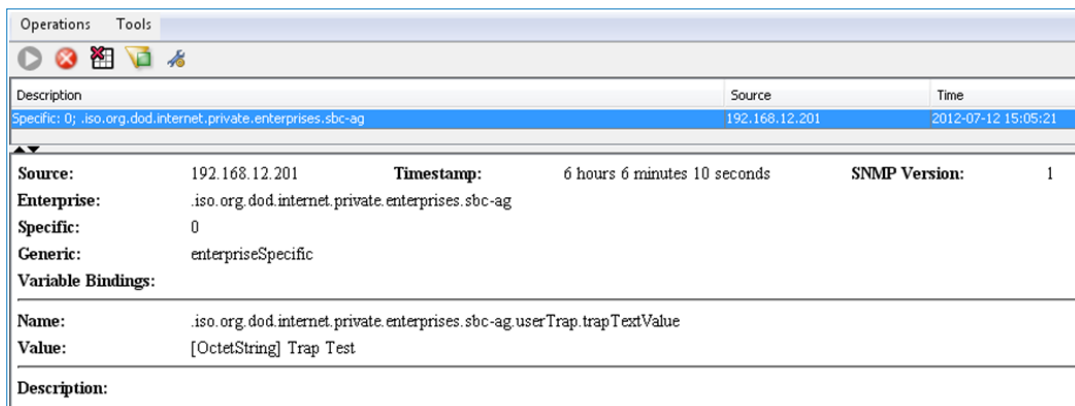 Operations Tools
Description Source Time
Specific: 0; .iso.org.dod.internet.private.enterprises.sbc-ag 192.168.12.201 2012-07-12 15:05:21
Source: 192.168.12.201 Timestamp: 6 hours 6 minutes 10 seconds SNMP Version: 1
Enterprise: .iso.org.dod.internet.private.enterprises.sbc-ag
Specific: 0
Generic: enterpriseSpecific
Variable Bindings:
Name: .iso.org.dod.internet.private.enterprises.sbc-ag.userTrap.trapTextValue
Value: [OctetString] Trap Test
Description: